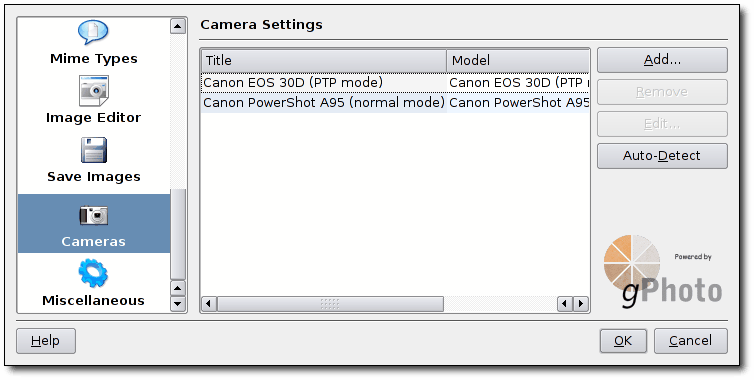 Mime Types
Image Editor
Save Images
Cameras
Miscellaneous
Camera Settings
Title Model
Canon EOS 30D (PTP mode) Canon EOS 30D (PTP
Canon PowerShot A95 (normal mode) Canon PowerShot A95
Add...
Remove
Edit...
Auto-Detect
Powered by
gPhoto
Help
OK
Cancel